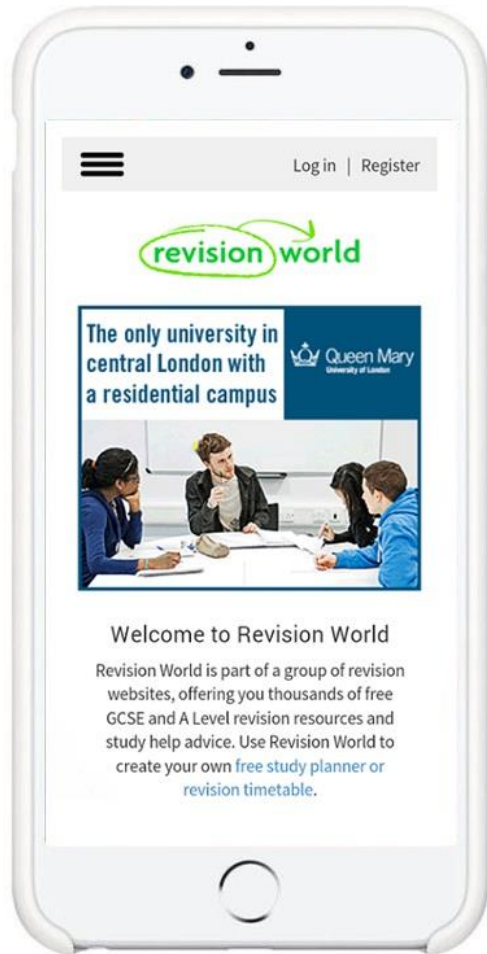 Log in | Register
revision world
The only university in
central London with
a residential campus
Queen Mary
University of London
Welcome to Revision World
Revision World is part of a group of revision
websites, offering you thousands of free
GCSE and A Level revision resources and
study help advice. Use Revision World to
create your own free study planner or
revision timetable.